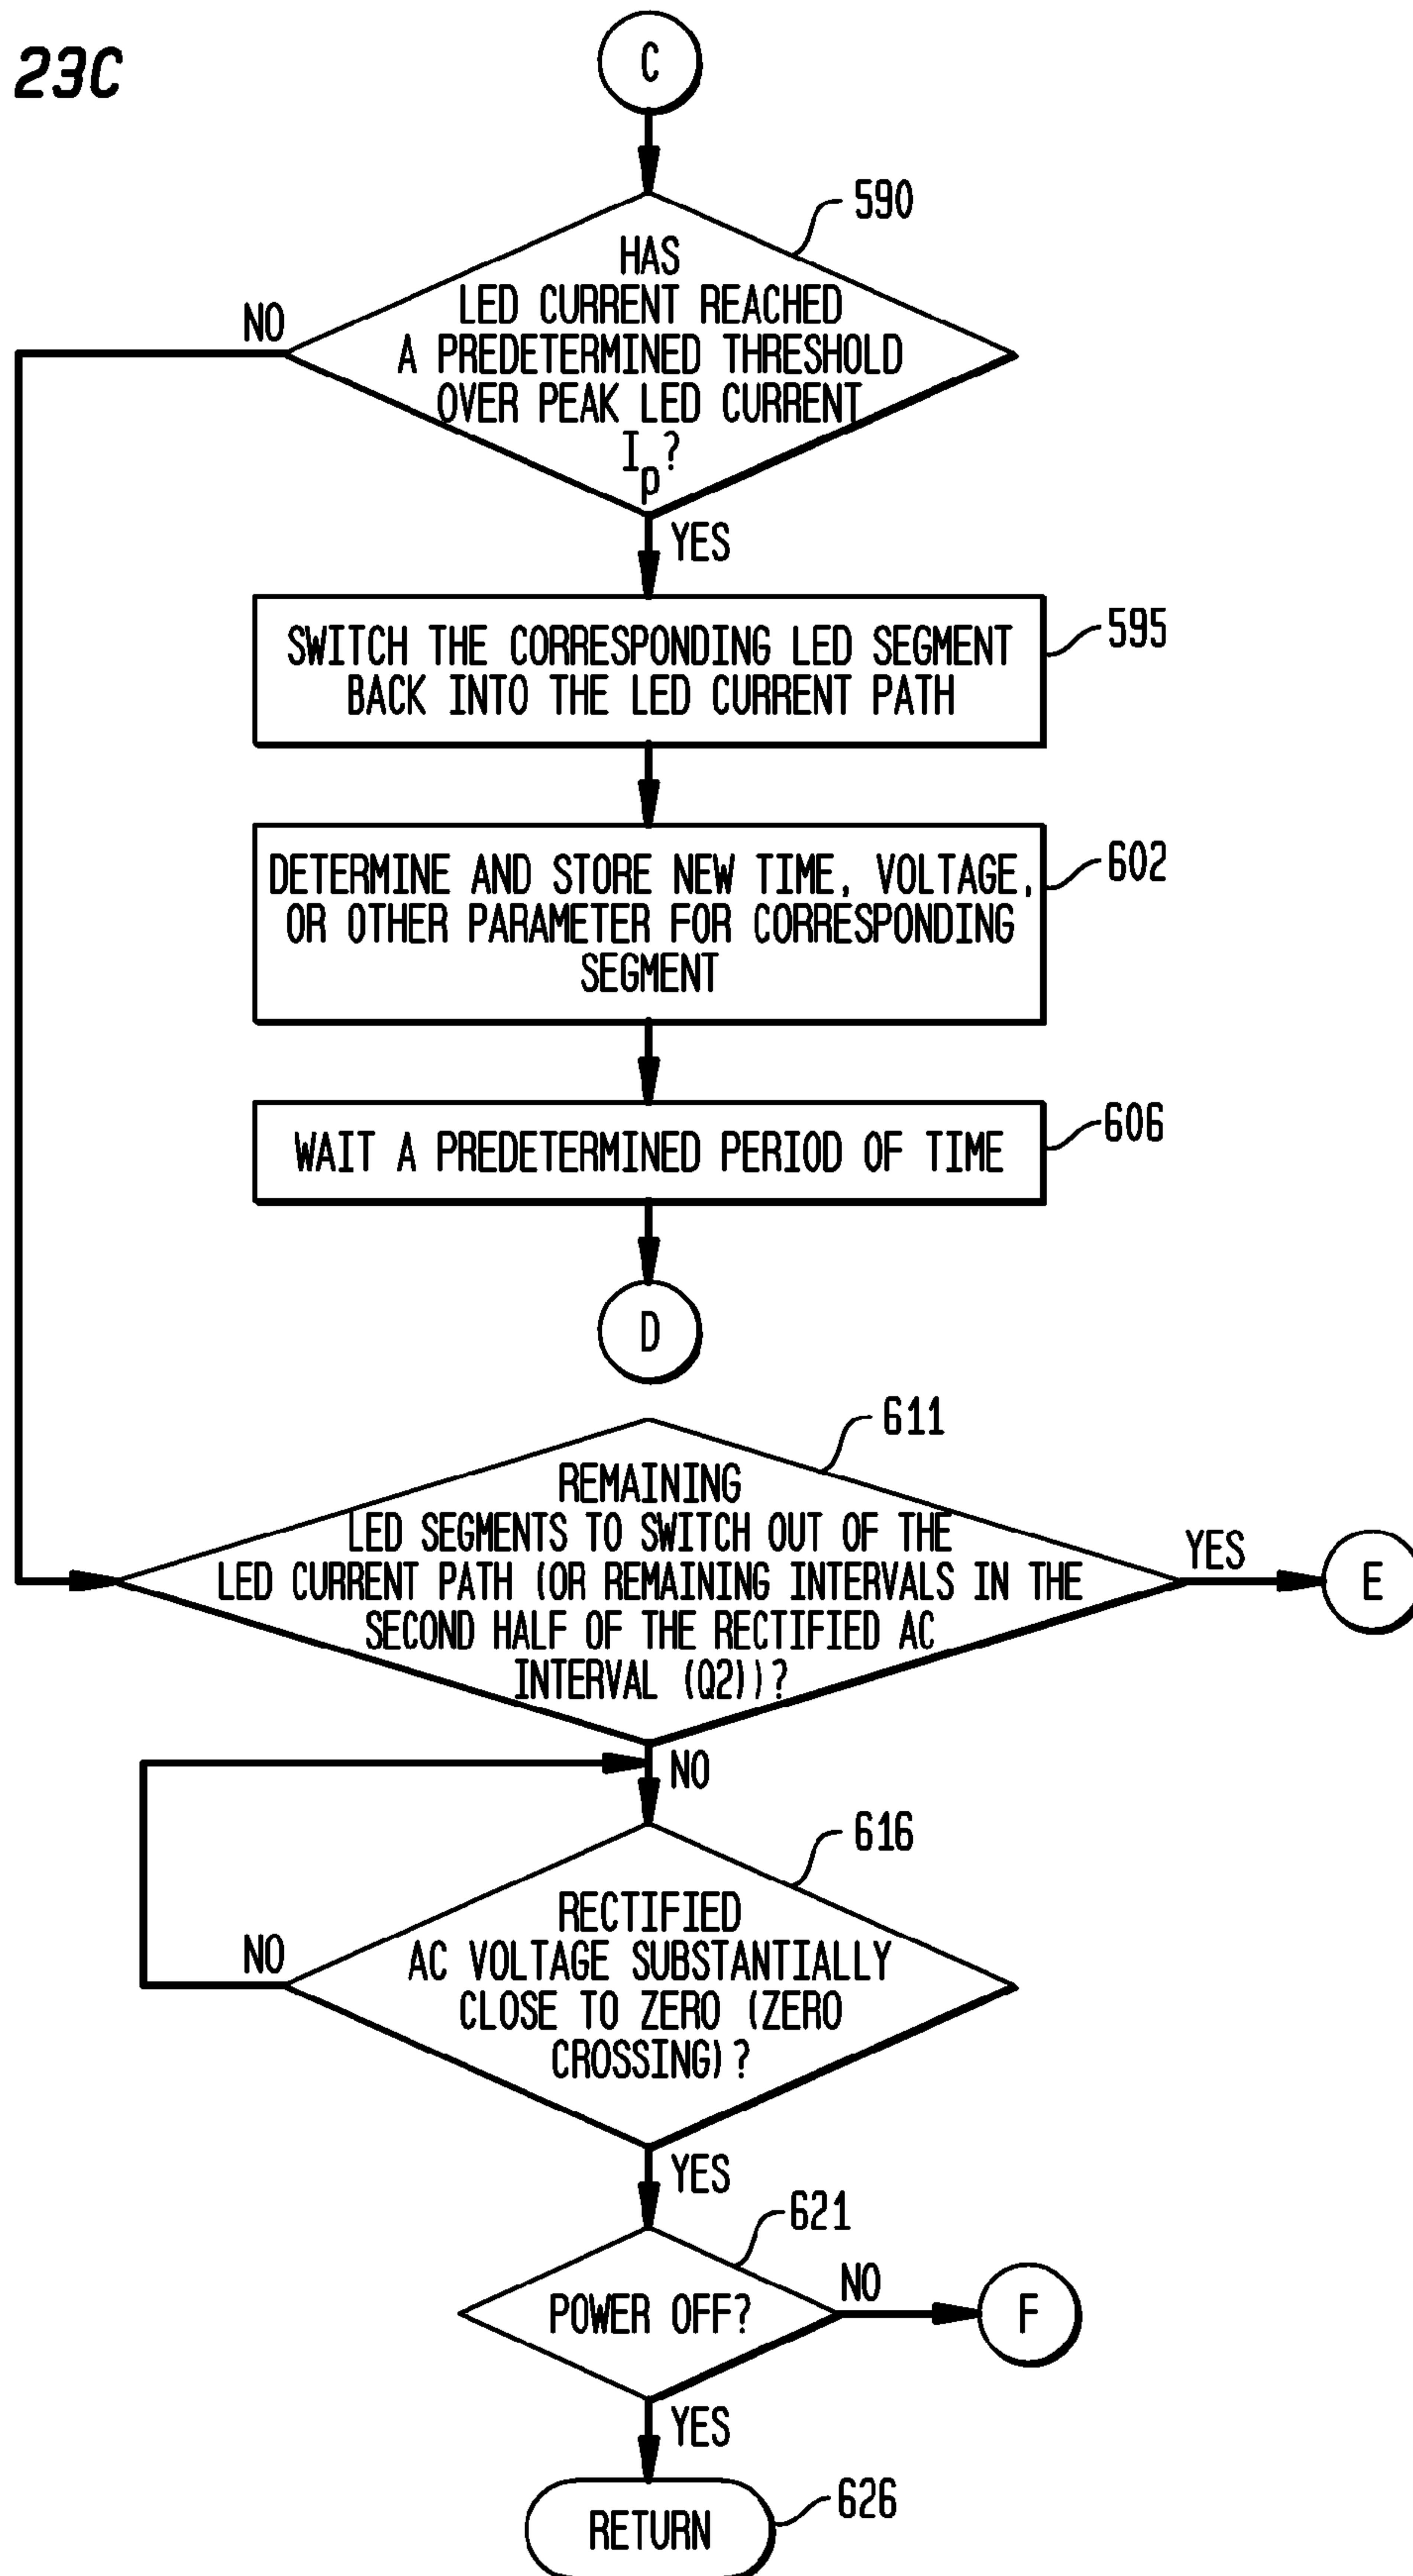 23C
C
590
HAS
LED CURRENT REACHED
A PREDETERMINED THRESHOLD
OVER PEAK LED CURRENT
Ip?
NO
YES
SWITCH THE CORRESPONDING LED SEGMENT
BACK INTO THE LED CURRENT PATH
595
DETERMINE AND STORE NEW TIME, VOLTAGE,
OR OTHER PARAMETER FOR CORRESPONDING
SEGMENT
602
WAIT A PREDETERMINED PERIOD OF TIME
606
D
611
REMAINING
LED SEGMENTS TO SWITCH OUT OF THE
LED CURRENT PATH (OR REMAINING INTERVALS IN THE
SECOND HALF OF THE RECTIFIED AC
INTERVAL (Q2))?
YES
E
NO
616
RECTIFIED
AC VOLTAGE SUBSTANTIALLY
CLOSE TO ZERO (ZERO
CROSSING)?
NO
YES
621
POWER OFF?
NO
F
YES
RETURN
626